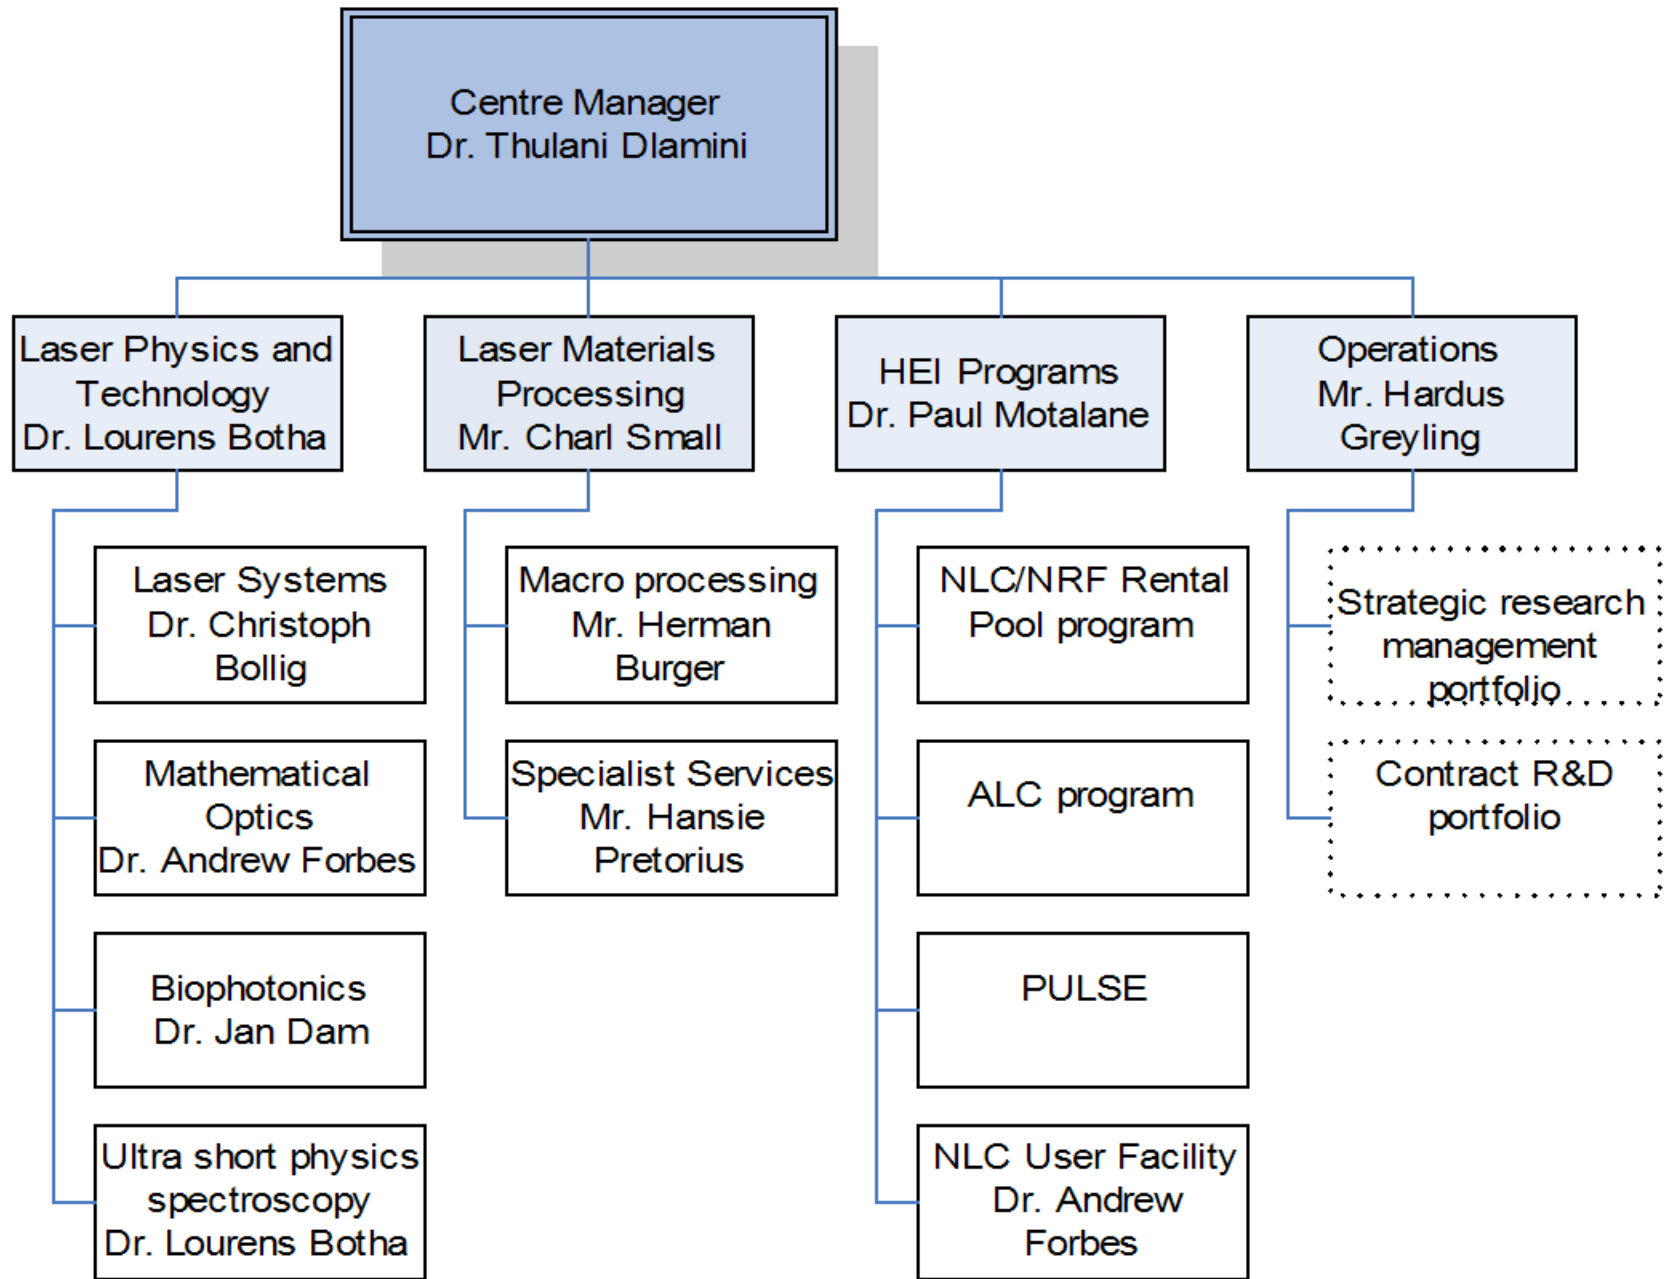 Centre Manager
Dr. Thulani Dlamini
Laser Physics and
Technology
Dr. Lourens Botha
Laser Materials
Processing
Mr. Charl Small
HEI Programs
Dr. Paul Motalane
Operations
Mr. Hardus
Greyling
Laser Systems
Dr. Christoph
Bollig
Mathematical
Optics
Dr. Andrew Forbes
Biophotonics
Dr. Jan Dam
Ultra short physics
spectroscopy
Dr. Lourens Botha
Macro processing
Mr. Herman
Burger
Specialist Services
Mr. Hansie
Pretorius
NLC/NRF Rental
Pool program
ALC program
PULSE
NLC User Facility
Dr. Andrew
Forbes
Strategic research
management
portfolio
Contract R&D
portfolio